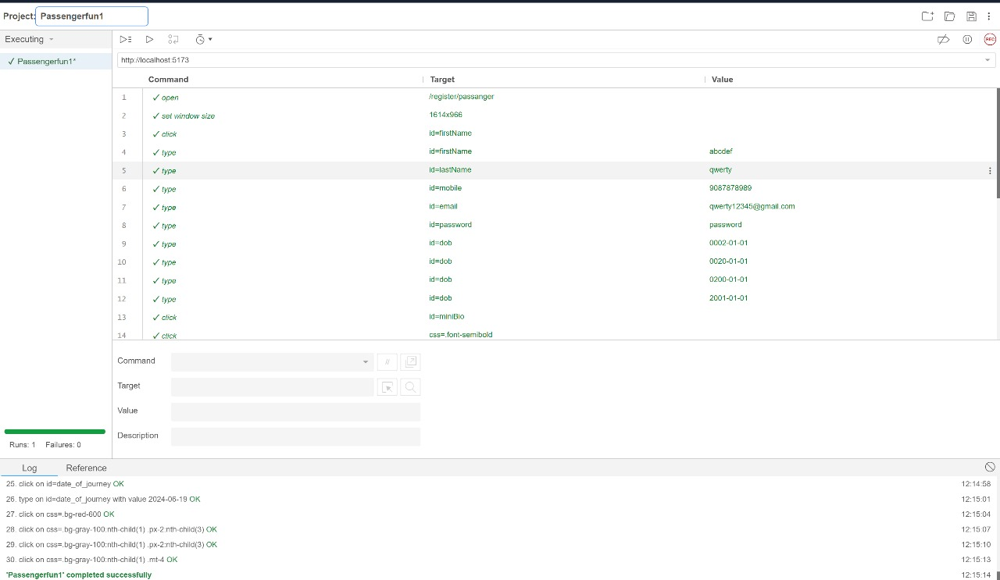 Project: Passengerfun1
Executing
REC
✓ Passengerfun1*
http://localhost:5173
Command Target Value
1 ✓ open /register/passanger
2 ✓ set window size 1614x966
3 ✓ click id=firstName
4 ✓ type id=firstName abcdef
5 ✓ type id=lastName qwerty
6 ✓ type id=mobile 9087878989
7 ✓ type id=email qwerty12345@gmail.com
8 ✓ type id=password password
9 ✓ type id=dob 0002-01-01
10 ✓ type id=dob 0020-01-01
11 ✓ type id=dob 0200-01-01
12 ✓ type id=dob 2001-01-01
13 ✓ click id=miniBio
14 ✓ click css=.font-semibold
Command //
Target
Value
Description
Runs: 1 Failures: 0
Log Reference
25. click on id=date_of_journey OK 12:14:58
26. type on id=date_of_journey with value 2024-06-19 OK 12:15:01
27. click on css=.bg-red-600 OK 12:15:04
28. click on css=.bg-gray-100:nth-child(1) .px-2:nth-child(3) OK 12:15:07
29. click on css=.bg-gray-100:nth-child(1) .px-2:nth-child(3) OK 12:15:10
30. click on css=.bg-gray-100:nth-child(1) .mt-4 OK 12:15:13
'Passengerfun1' completed successfully 12:15:14